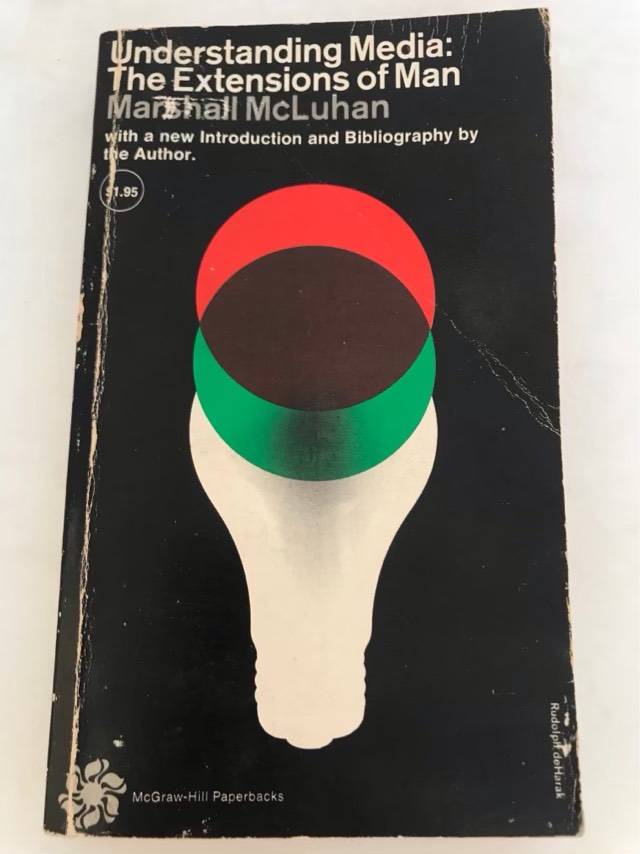 Understanding Media:
The Extensions of Man
Marshall McLuhan
with a new Introduction and Bibliography by
the Author.
$1.95
Rudolph deHarak
McGraw-Hill Paperbacks